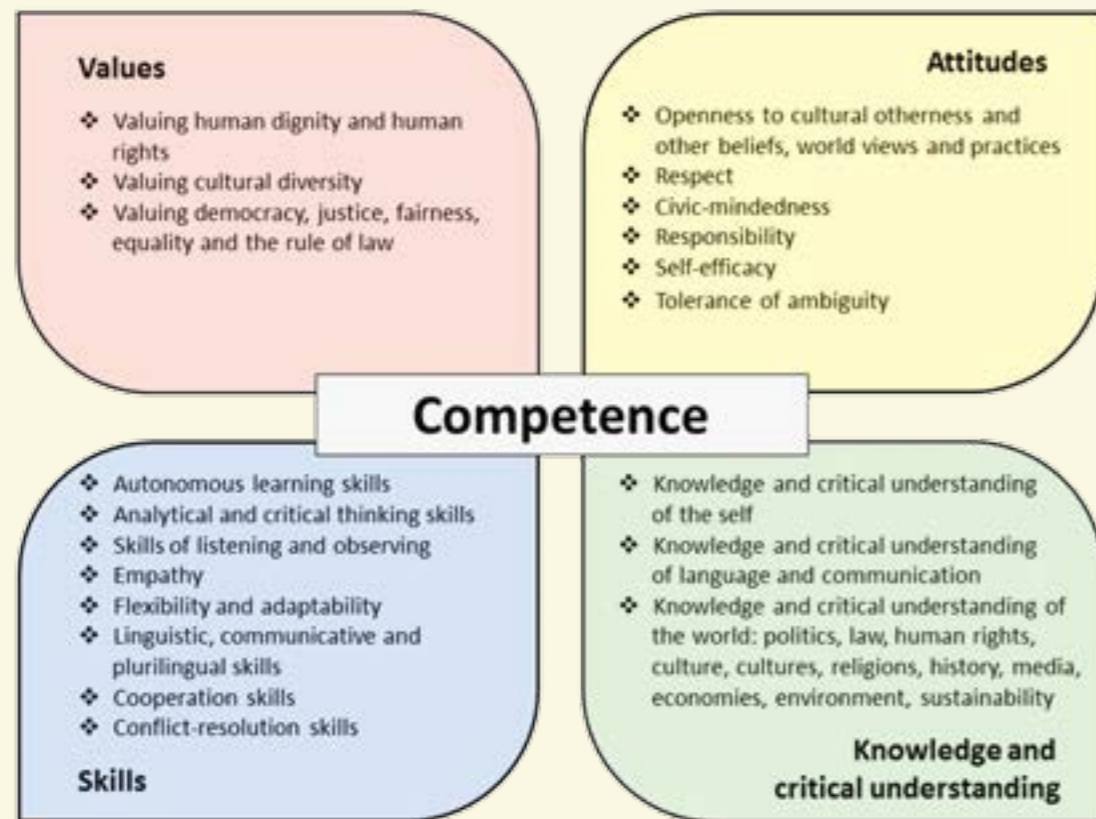 Values
❖ Valuing human dignity and human
rights
❖ Valuing cultural diversity
❖ Valuing democracy, justice, fairness,
equality and the rule of law
Attitudes
❖ Openness to cultural otherness and
other beliefs, world views and practices
❖ Respect
❖ Civic-mindedness
❖ Responsibility
❖ Self-efficacy
❖ Tolerance of ambiguity
Competence
❖ Autonomous learning skills
❖ Analytical and critical thinking skills
❖ Skills of listening and observing
❖ Empathy
❖ Flexibility and adaptability
❖ Linguistic, communicative and
plurilingual skills
❖ Cooperation skills
❖ Conflict-resolution skills
Skills
❖ Knowledge and critical understanding
of the self
❖ Knowledge and critical understanding
of language and communication
❖ Knowledge and critical understanding of
the world: politics, law, human rights,
culture, cultures, religions, history, media,
economies, environment, sustainability
Knowledge and
critical understanding